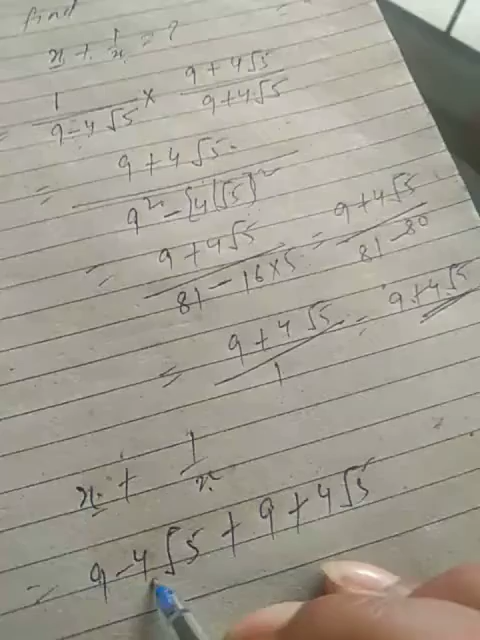 find
x + 1/x = ?
= 1/(9-4√5) × (9+4√5)/(9+4√5)
= (9+4√5)/(9² - [4(√5)]²)
= (9+4√5)/(81-16×5) = (9+4√5)/(81-80)
= (9+4√5)/1 = 9+4√5
x + 1/x
= 9-4√5 + 9+4√5